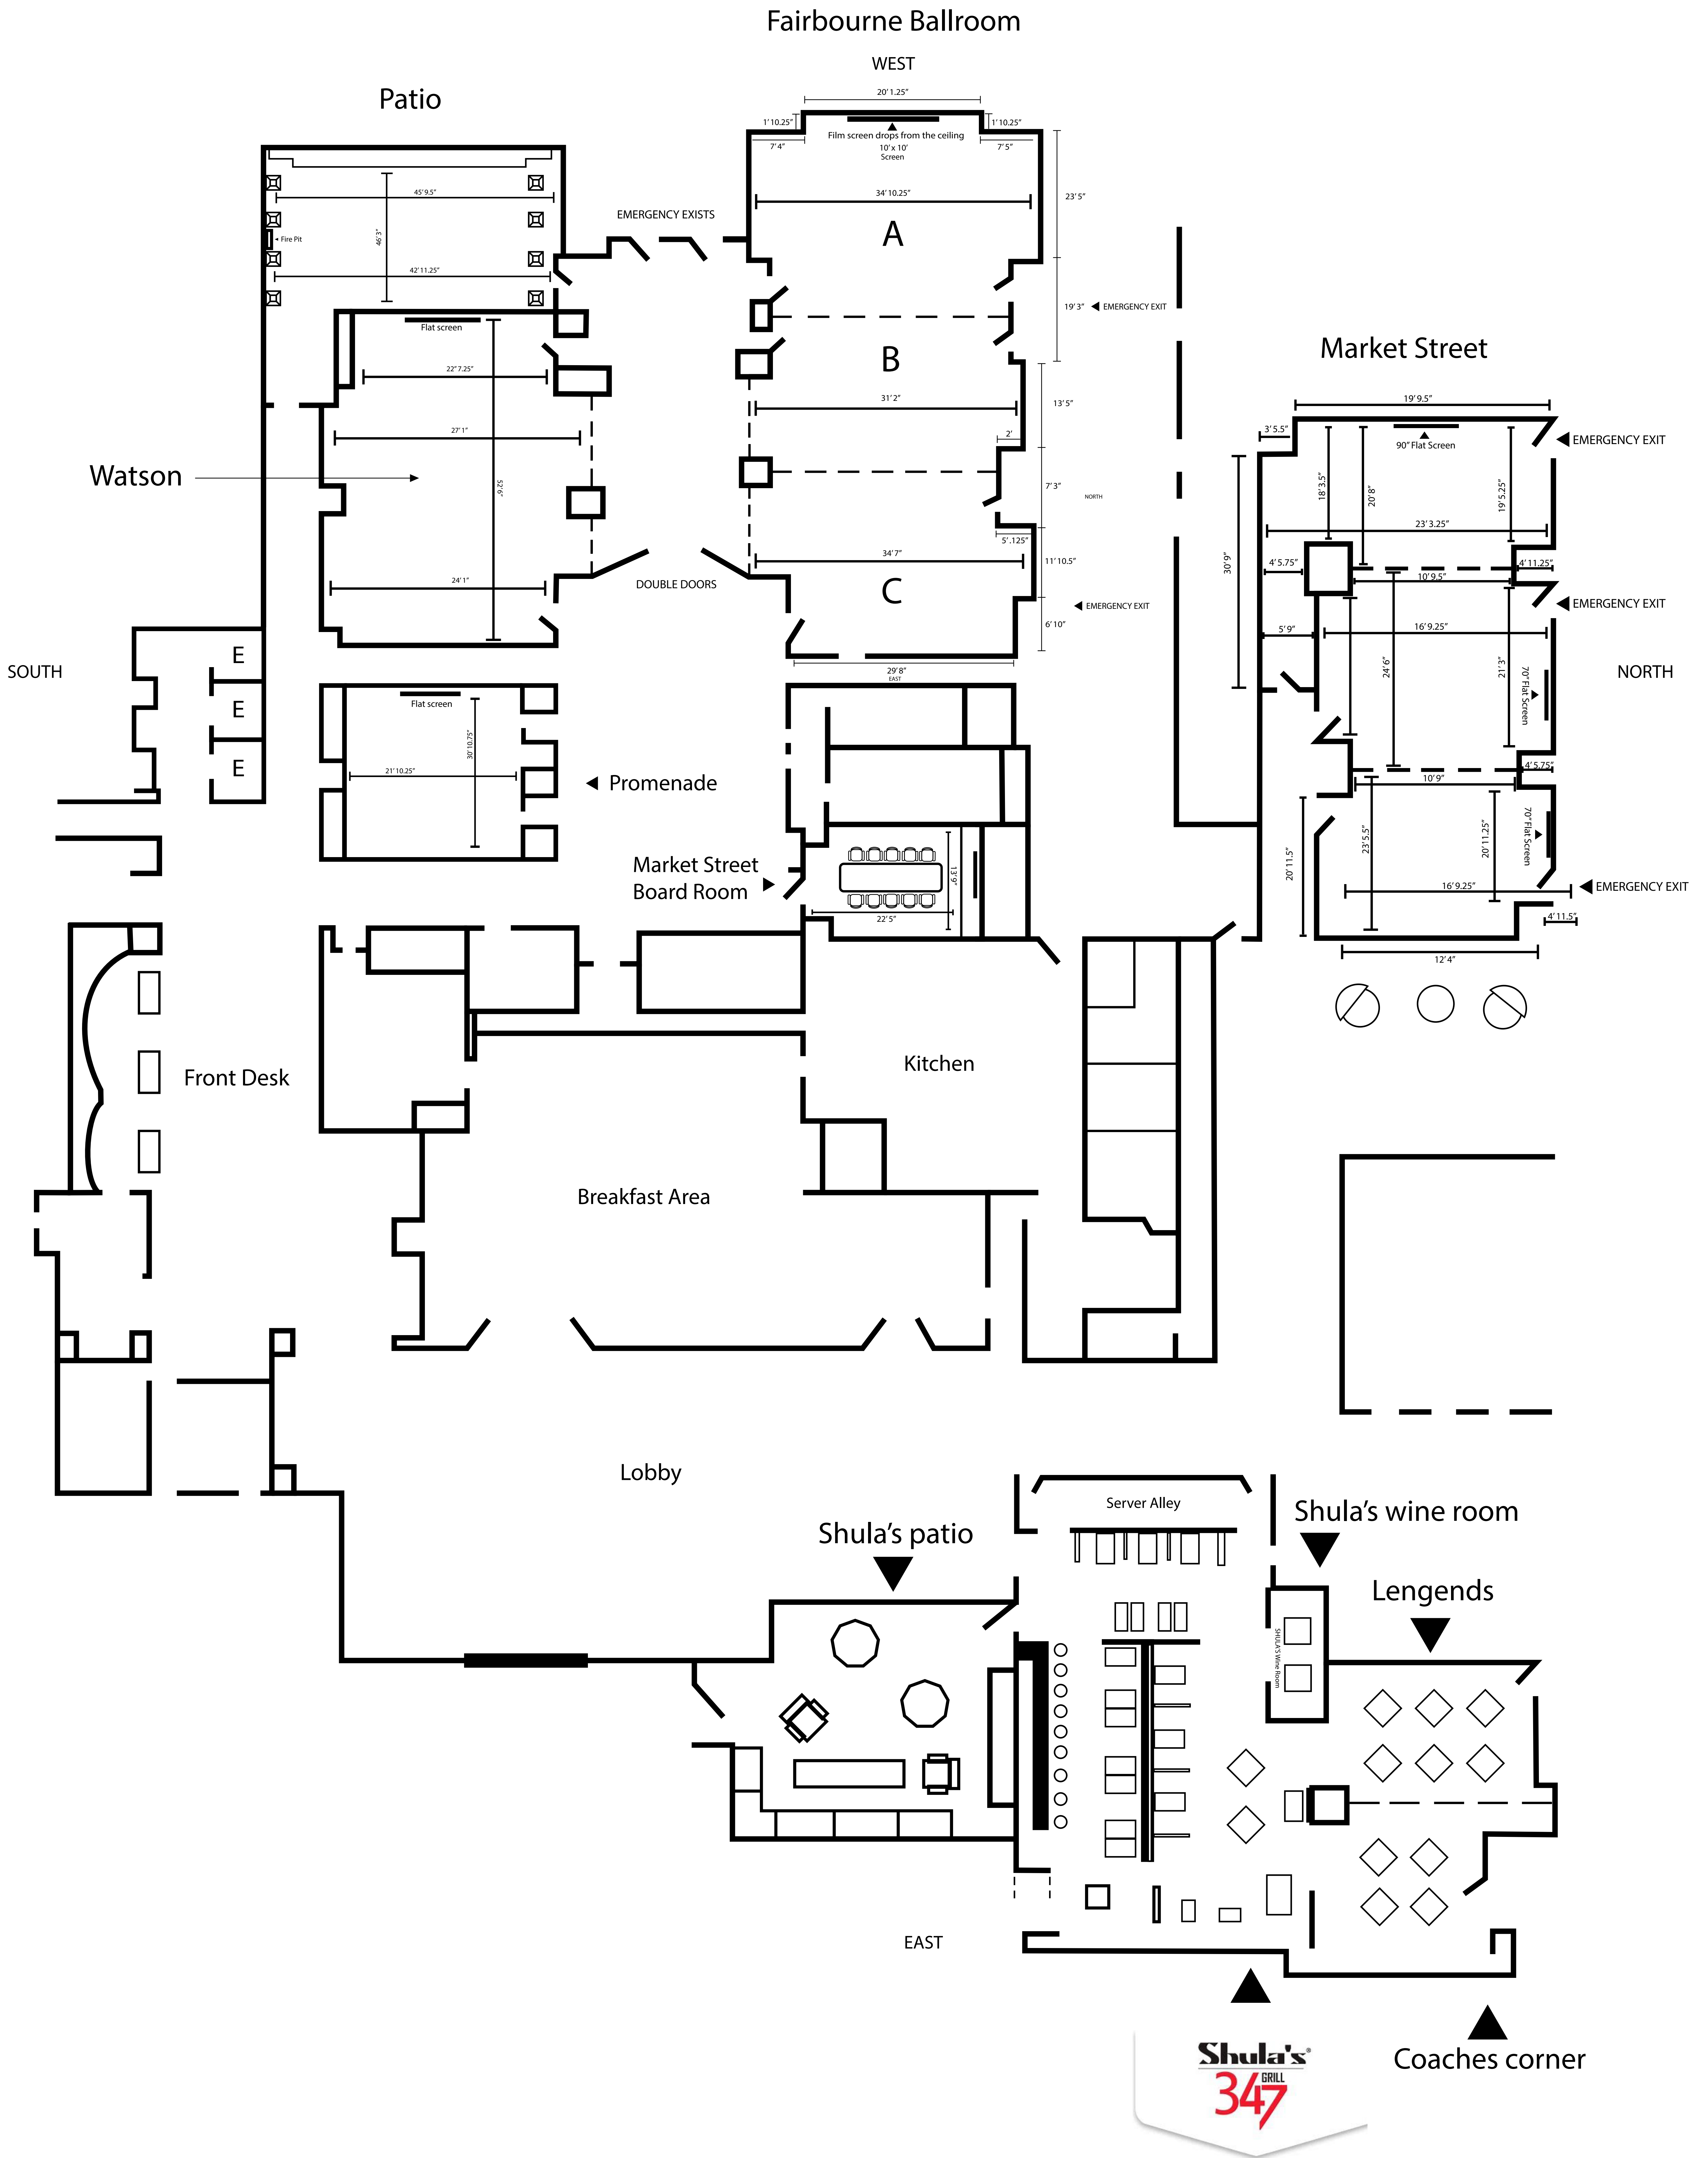 Fairbourne Ballroom
WEST
Patio
20' 1.25"
1' 10.25"
1' 10.25"
Film screen drops from the ceiling
7' 4"
10' x 10'
Screen
7' 5"
45' 9.5"
34' 10.25"
23' 5"
EMERGENCY EXISTS
A
46' 3"
Fire Pit
42' 11.25"
19' 3"
EMERGENCY EXIT
Flat screen
B
Market Street
22" 7.25"
31' 2"
13' 5"
19' 9.5"
27' 1"
2'
3' 5.5"
90" Flat Screen
EMERGENCY EXIT
Watson
52' 6"
7' 3"
NORTH
18' 3.5"
20' 8"
19' 5.25"
23' 3.25"
5' .125"
34' 7"
11' 10.5"
30' 9"
4' 5.75"
4' 11.25"
10' 9.5"
24' 1"
DOUBLE DOORS
C
EMERGENCY EXIT
EMERGENCY EXIT
6' 10"
5' 9"
16' 9.25"
E
SOUTH
29' 8"
EAST
24' 6"
21' 3"
70" Flat Screen
NORTH
E
Flat screen
30' 10.75"
E
21' 10.25"
Promenade
4' 5.75"
10' 9"
Market Street
Board Room
13' 9"
22' 5"
20' 11.5"
23' 5.5"
20' 11.25"
70" Flat Screen
16' 9.25"
EMERGENCY EXIT
4' 11.5"
12' 4"
Front Desk
Kitchen
Breakfast Area
Lobby
Server Alley
Shula's wine room
Shula's patio
Lengends
SHULA'S Wine Room
EAST
Shula's®
347
GRILL
Coaches corner